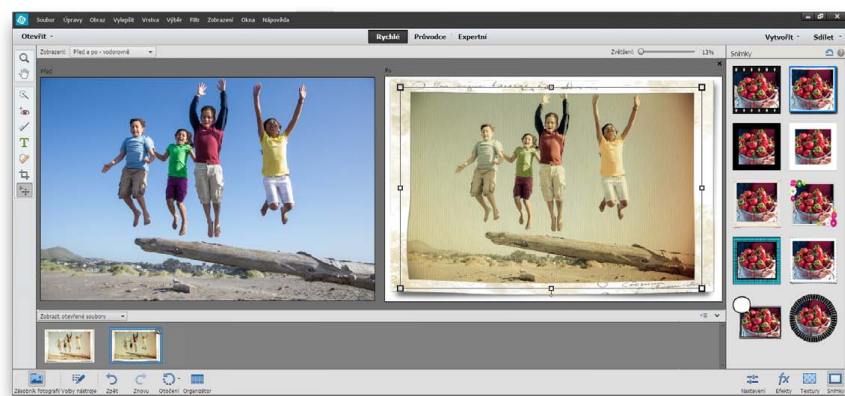 Soubor Úpravy Obraz Vylepšit Vrstva Výběr Filtr Zobrazení Okna Nápověda
Otevřít
Rychlé Průvodce Expertní
Vytvořit Sdílet
Zobrazení: Před a po - vodorovně
Zvětšení: 13%
Snímky
Před
Po
T
Zobrazit otevřené soubory
fx
Zásobník fotografií Volby nástroje Zpět Znovu Otočení Organizátor
Nastavení Efekty Textury Snímky